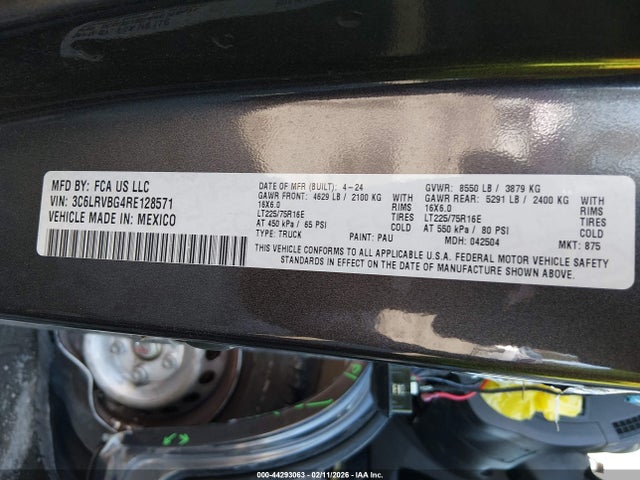 MFD BY: FCA US LLC
VIN: 3C6LRVBG4RE128571
VEHICLE MADE IN: MEXICO
DATE OF MFR (BUILT): 4-24
GAWR FRONT: 4629 LB / 2100 KG
16X6.0 RIMS
LT225/75R16E TIRES
AT 450 kPa / 65 PSI COLD
TYPE: TRUCK PAINT: PAU
GVWR: 8550 LB / 3879 KG
GAWR REAR: 5291 LB / 2400 KG
16X6.0 RIMS
LT225/75R16E TIRES
AT 550 kPa / 80 PSI COLD
MDH: 042504 MKT: 875
THIS VEHICLE CONFORMS TO ALL APPLICABLE U.S.A. FEDERAL MOTOR VEHICLE SAFETY
STANDARDS IN EFFECT ON THE DATE OF MANUFACTURE SHOWN ABOVE.
000-44293063 - 02/11/2026 - IAAI.COM